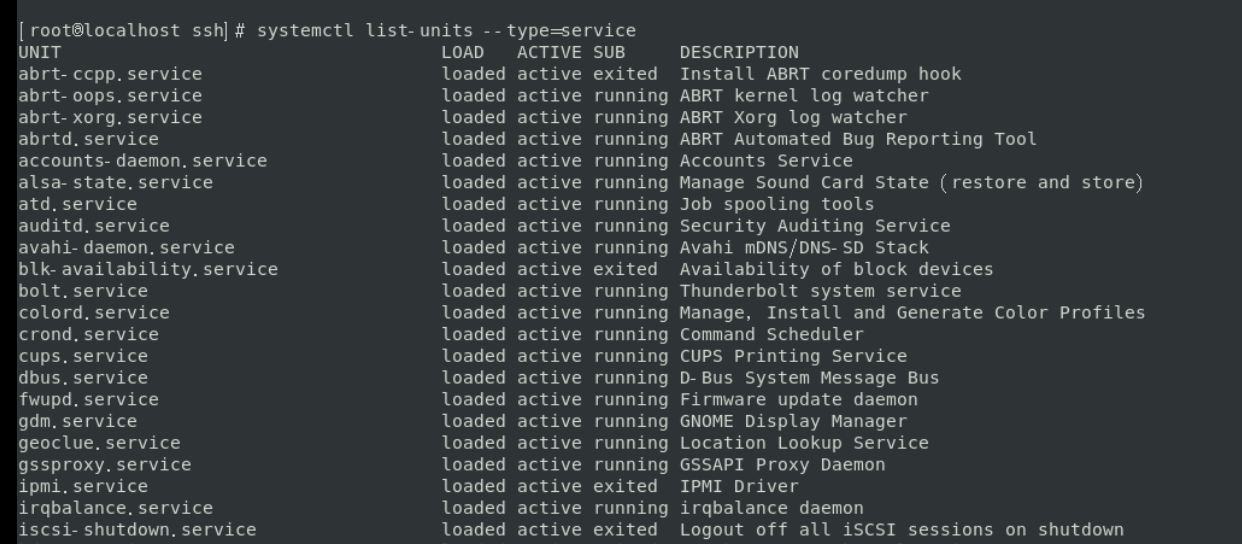 [root@localhost ssh]# systemctl list-units --type=service
UNIT LOAD ACTIVE SUB DESCRIPTION
abrt-ccpp.service loaded active exited Install ABRT coredump hook
abrt-oops.service loaded active running ABRT kernel log watcher
abrt-xorg.service loaded active running ABRT Xorg log watcher
abrtd.service loaded active running ABRT Automated Bug Reporting Tool
accounts-daemon.service loaded active running Accounts Service
alsa-state.service loaded active running Manage Sound Card State (restore and store)
atd.service loaded active running Job spooling tools
auditd.service loaded active running Security Auditing Service
avahi-daemon.service loaded active running Avahi mDNS/DNS-SD Stack
blk-availability.service loaded active exited Availability of block devices
bolt.service loaded active running Thunderbolt system service
colord.service loaded active running Manage, Install and Generate Color Profiles
crond.service loaded active running Command Scheduler
cups.service loaded active running CUPS Printing Service
dbus.service loaded active running D-Bus System Message Bus
fwupd.service loaded active running Firmware update daemon
gdm.service loaded active running GNOME Display Manager
geoclue.service loaded active running Location Lookup Service
gssproxy.service loaded active running GSSAPI Proxy Daemon
ipmi.service loaded active exited IPMI Driver
irqbalance.service loaded active running irqbalance daemon
iscsi-shutdown.service loaded active exited Logout off all iSCSI sessions on shutdown